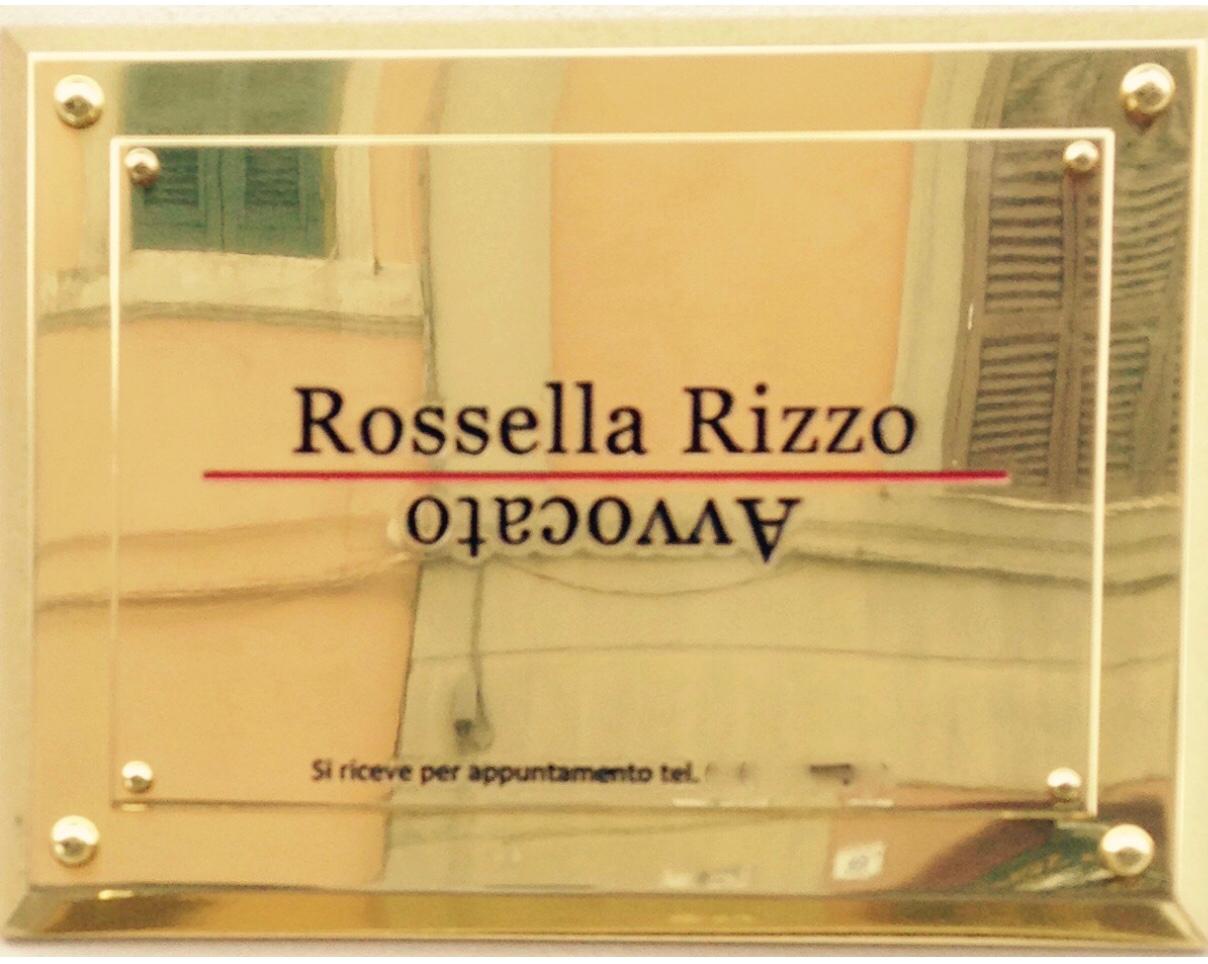 Rossella Rizzo
Avvocato
Si riceve per appuntamento tel.